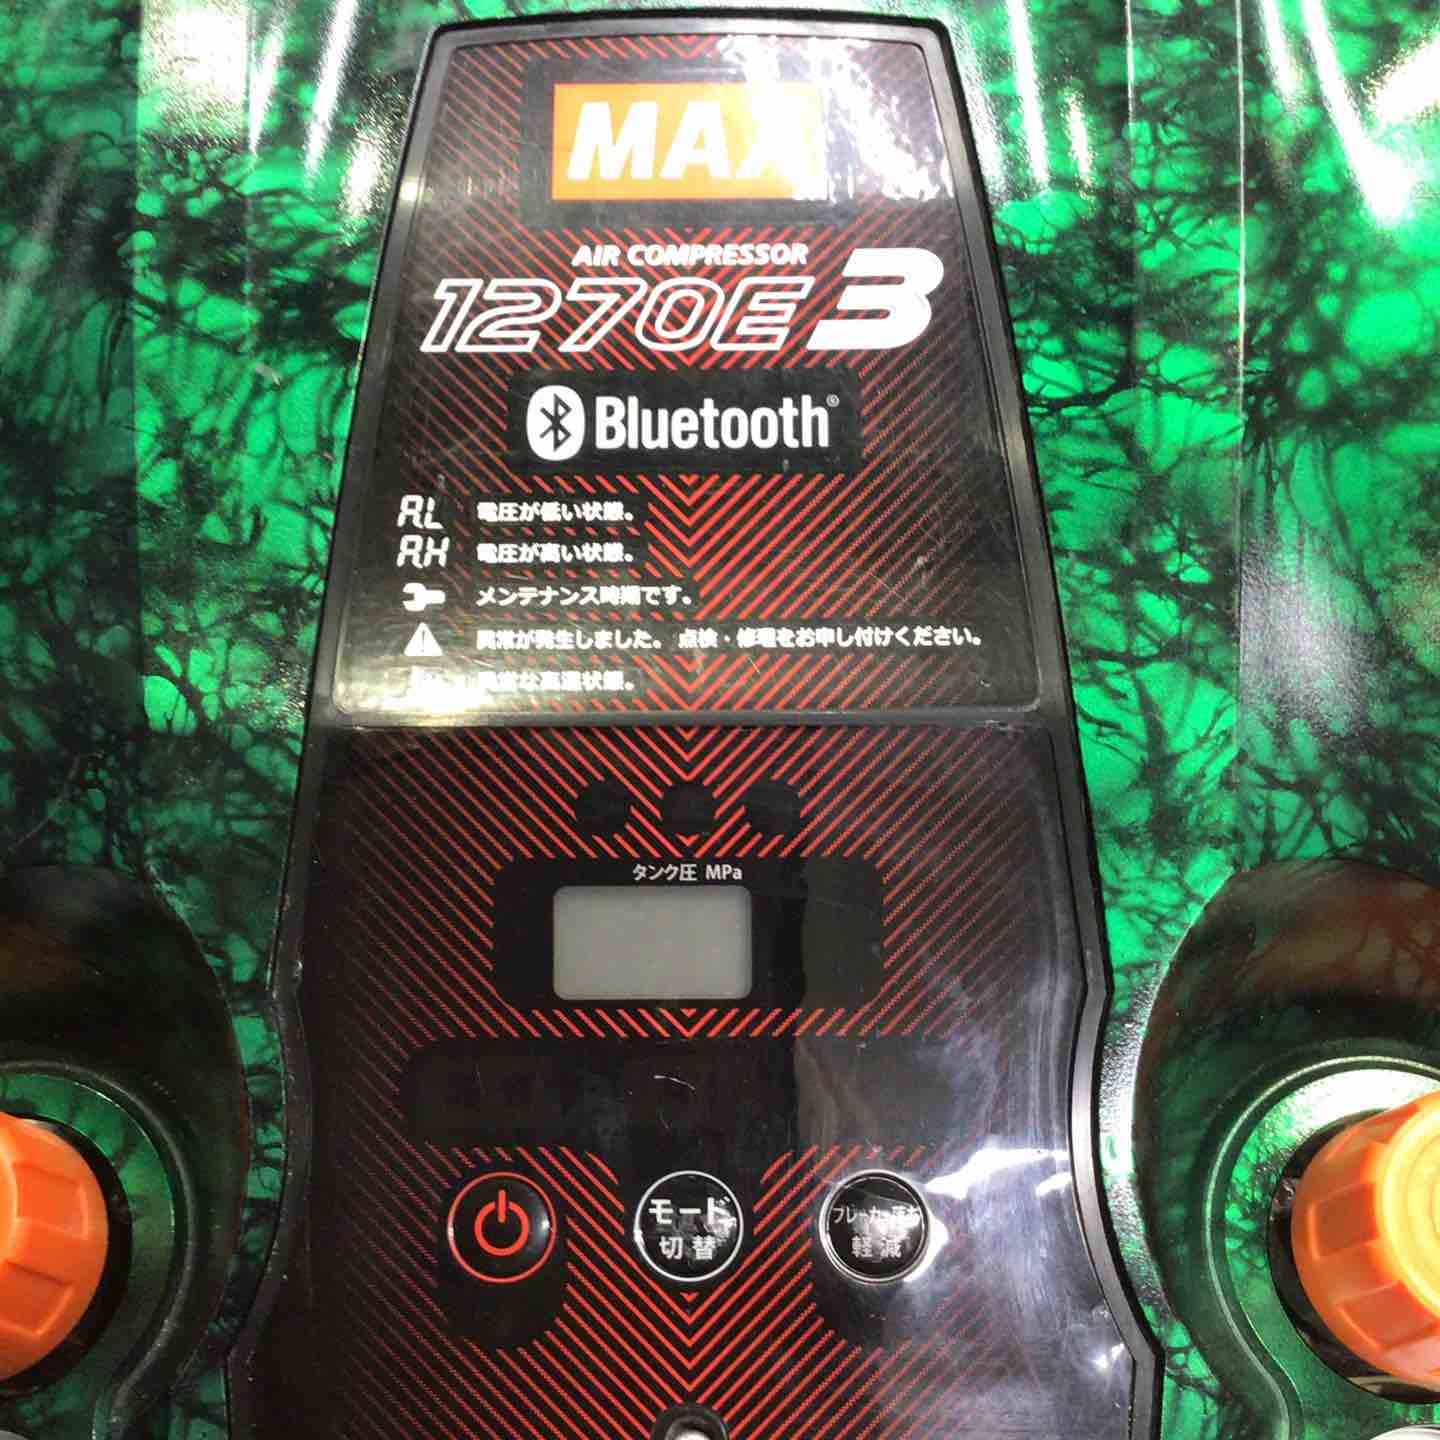 MAX
AIR COMPRESSOR
1270E3
Bluetooth®
AL 電圧が低い状態。
AH 電圧が高い状態。
メンテナンス時期です。
異常が発生しました。点検・修理をお申し付けください。
異常な高温状態。
タンク圧 MPa
モード
切替
ブレーカー落ち
軽減